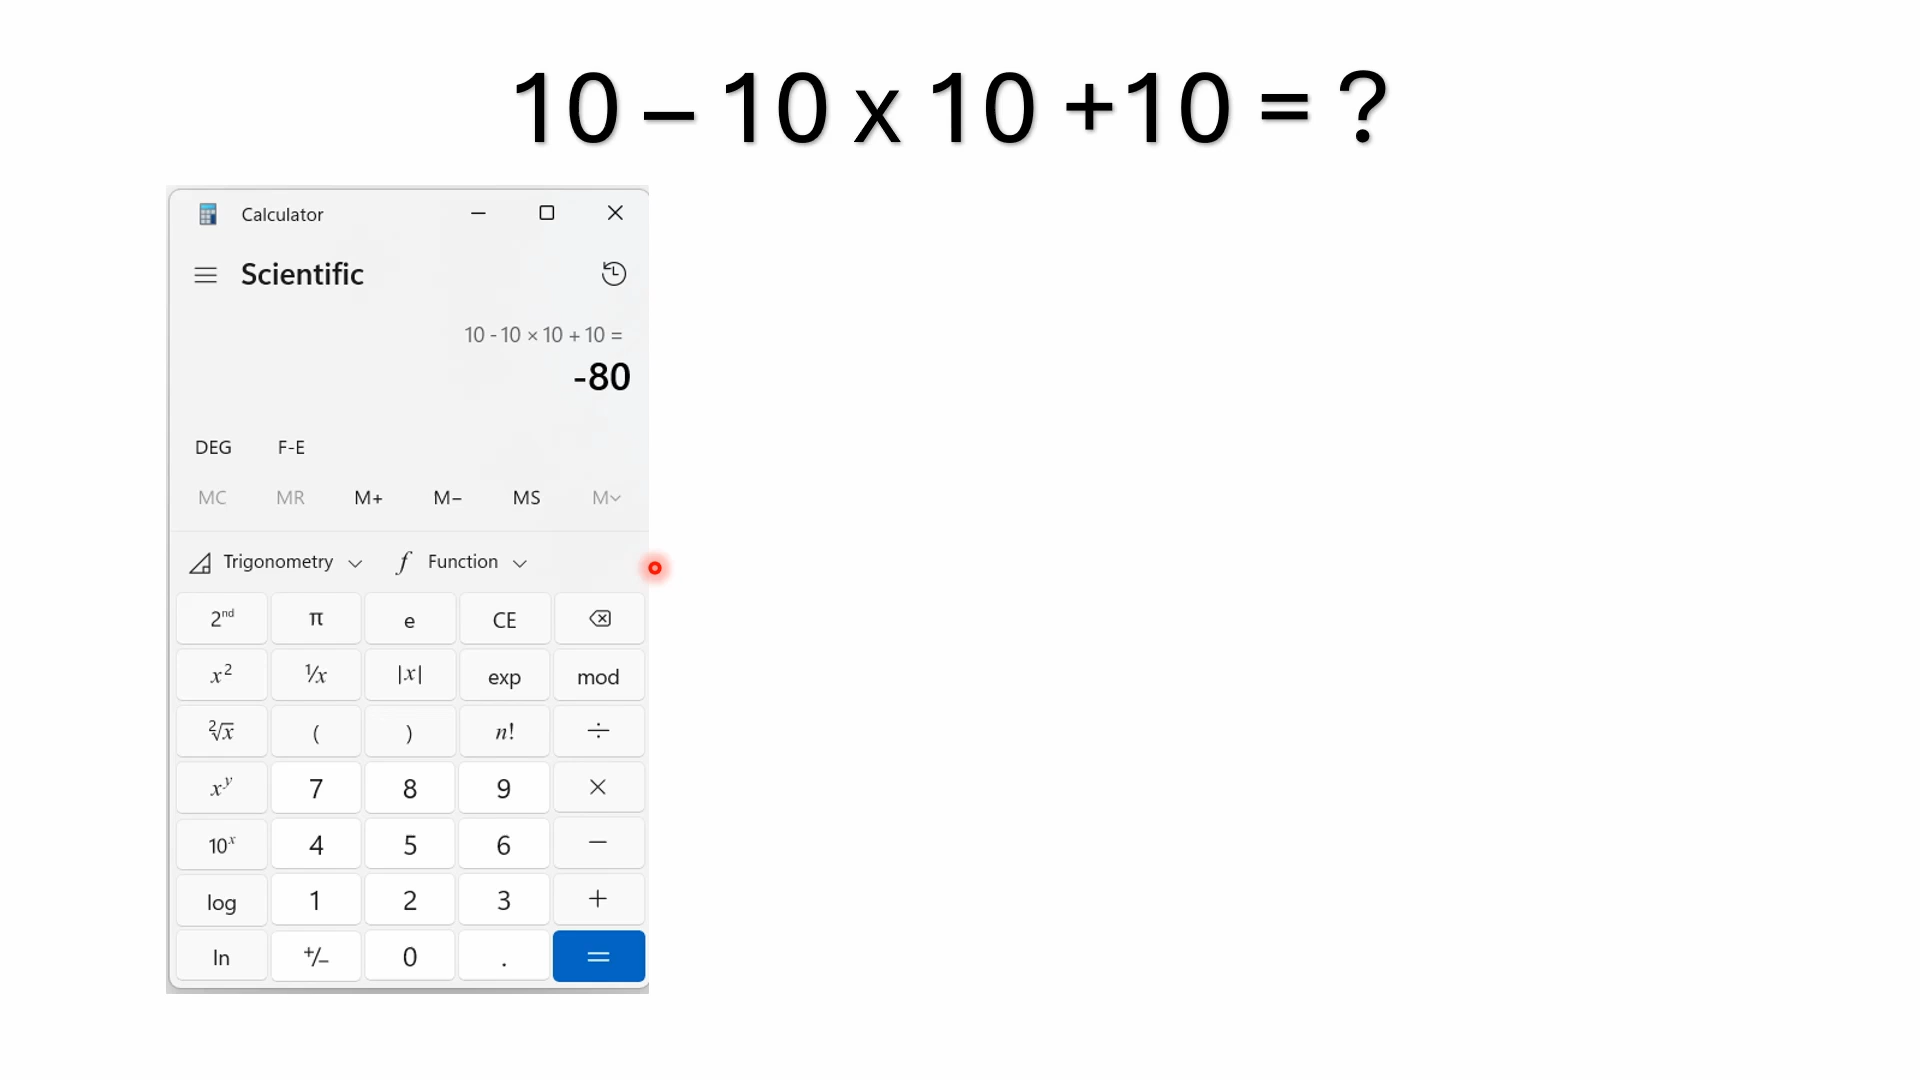 10 – 10 x 10 +10 = ?
Calculator
Scientific
10 - 10 × 10 + 10 =
-80
DEG F-E
MC MR M+ M− MS M
Trigonometry f Function
2nd π e CE
x² ¹/x |x| exp mod
²√x ( ) n! ÷
xʸ 7 8 9 ×
10ˣ 4 5 6 −
log 1 2 3 +
ln +/− 0 . =